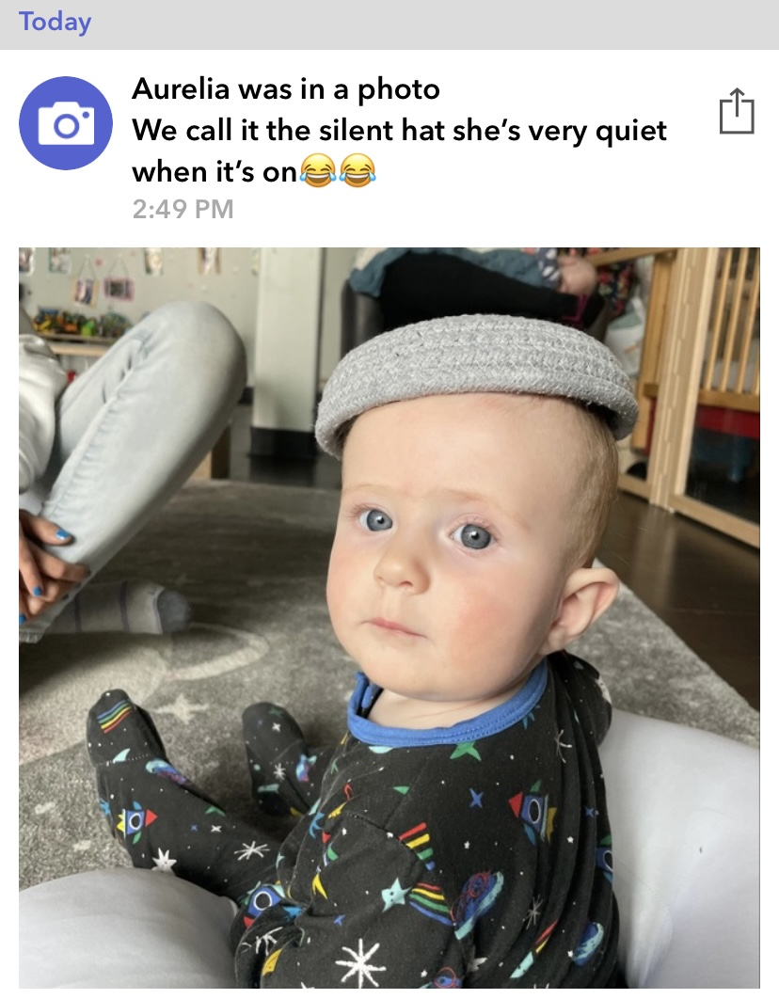 Today
Aurelia was in a photo
We call it the silent hat she's very quiet
when it's on😂😂
2:49 PM